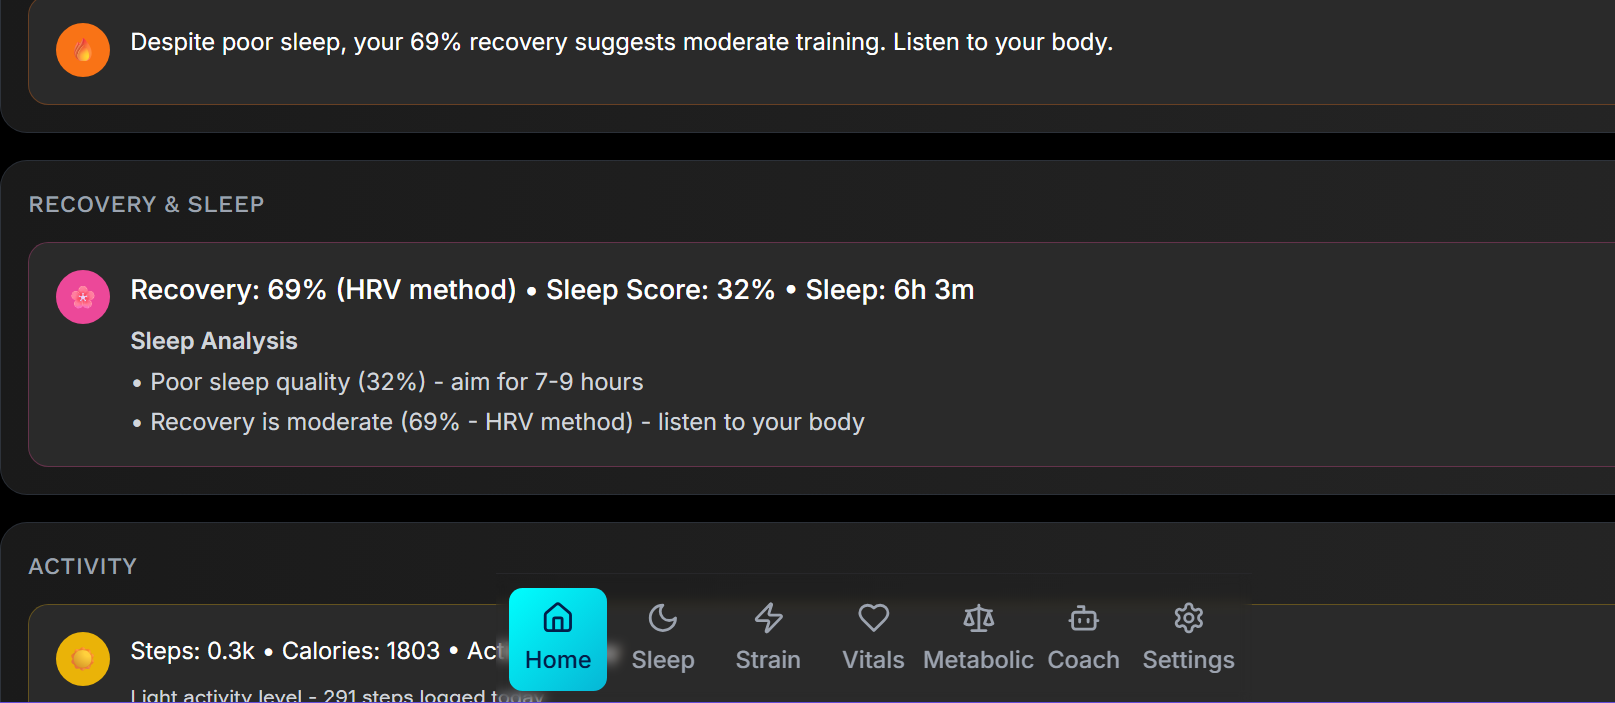 Despite poor sleep, your 69% recovery suggests moderate training. Listen to your body.
RECOVERY & SLEEP
Recovery: 69% (HRV method) • Sleep Score: 32% • Sleep: 6h 3m
Sleep Analysis
• Poor sleep quality (32%) - aim for 7-9 hours
• Recovery is moderate (69% - HRV method) - listen to your body
ACTIVITY
Steps: 0.3k • Calories: 1803 •
Light activity level - 291 steps logged today
Home Sleep Strain Vitals Metabolic Coach Settings